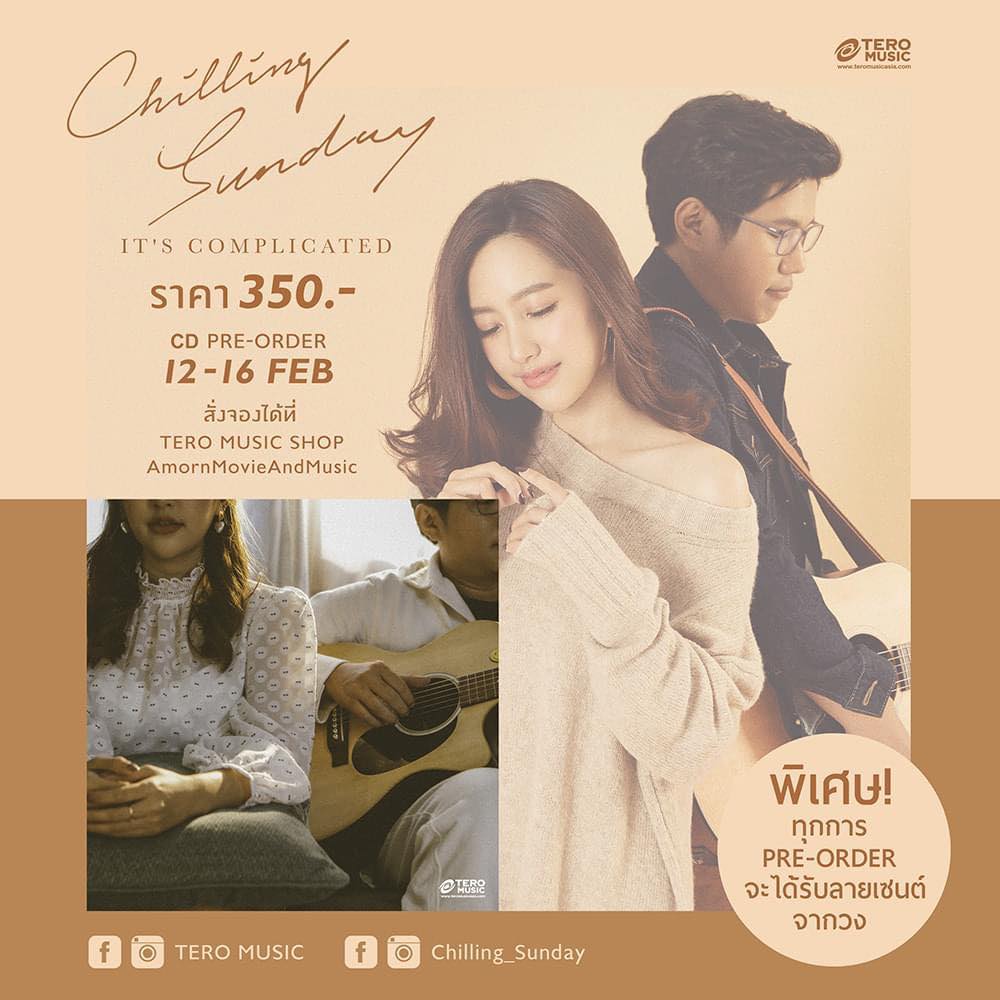 Chilling
Sunday
IT'S COMPLICATED
ราคา 350.-
CD PRE-ORDER
12-16 FEB
สั่งจองได้ที่
TERO MUSIC SHOP
AmornMovieAndMusic
TERO
MUSIC
www.teromusicasia.com
TERO
MUSIC
www.teromusicasia.com
พิเศษ!
ทุกการ
PRE-ORDER
จะได้รับลายเซนต์
จากวง
TERO MUSIC
Chilling_Sunday